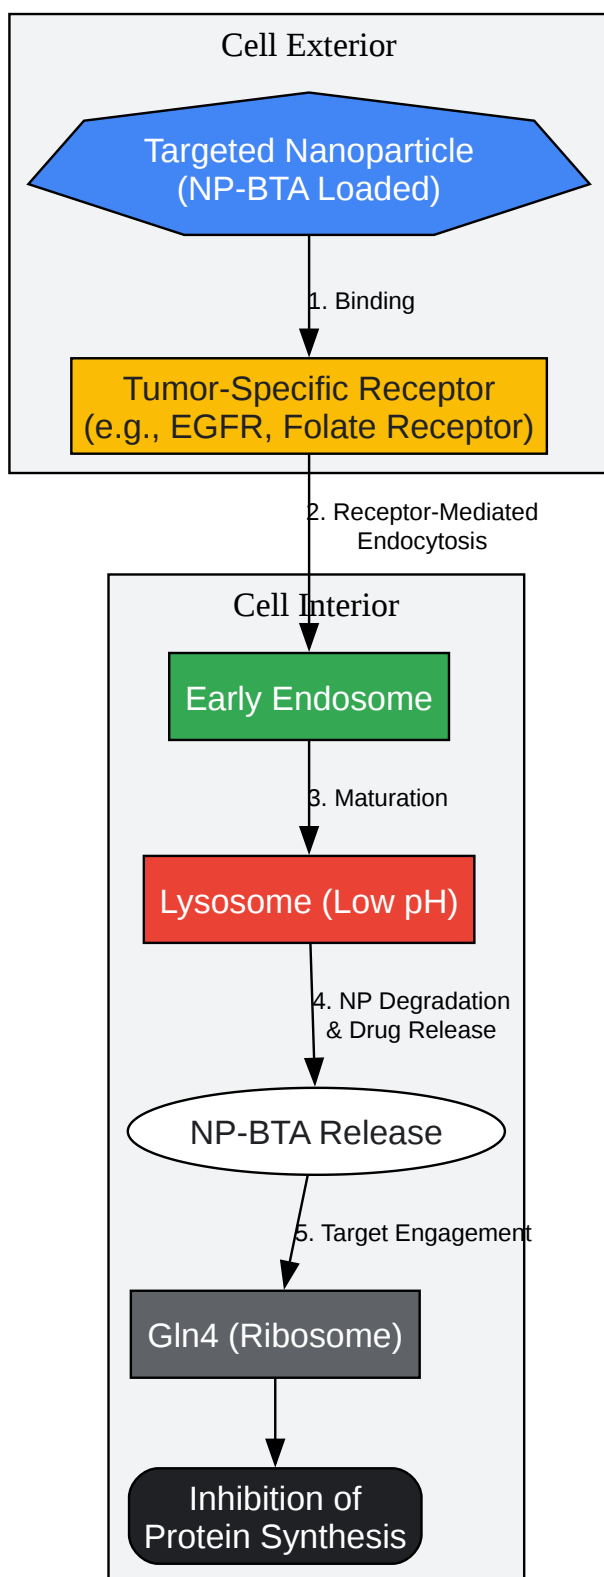 Cell Exterior
Targeted Nanoparticle
(NP-BTA Loaded)
1. Binding
Tumor-Specific Receptor
(e.g., EGFR, Folate Receptor)
2. Receptor-Mediated
Endocytosis
Cell Interior
Early Endosome
3. Maturation
Lysosome (Low pH)
4. NP Degradation
& Drug Release
NP-BTA Release
5. Target Engagement
Gln4 (Ribosome)
Inhibition of
Protein Synthesis